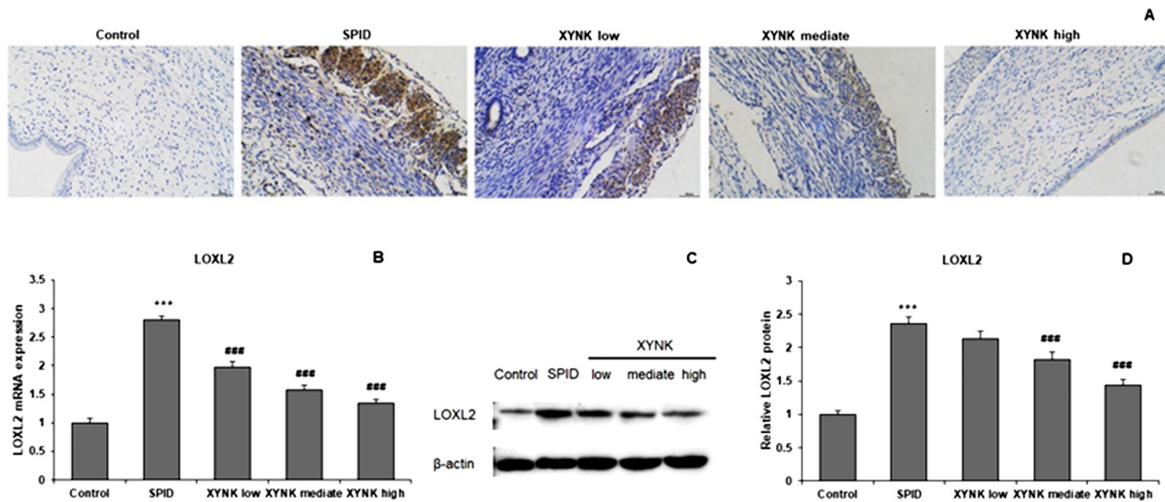 A
Control SPID XYNK low XYNK mediate XYNK high
LOXL2 B
LOXL2 mRNA expression
3.5
3
2.5
2
1.5
1
0.5
0
***
###
###
###
Control SPID XYNK low XYNK mediate XYNK high
C
XYNK
Control SPID low mediate high
LOXL2
β-actin
LOXL2 D
Relative LOXL2 protein
3
2.5
2
1.5
1
0.5
0
***
###
###
Control SPID XYNK low XYNK mediate XYNK high